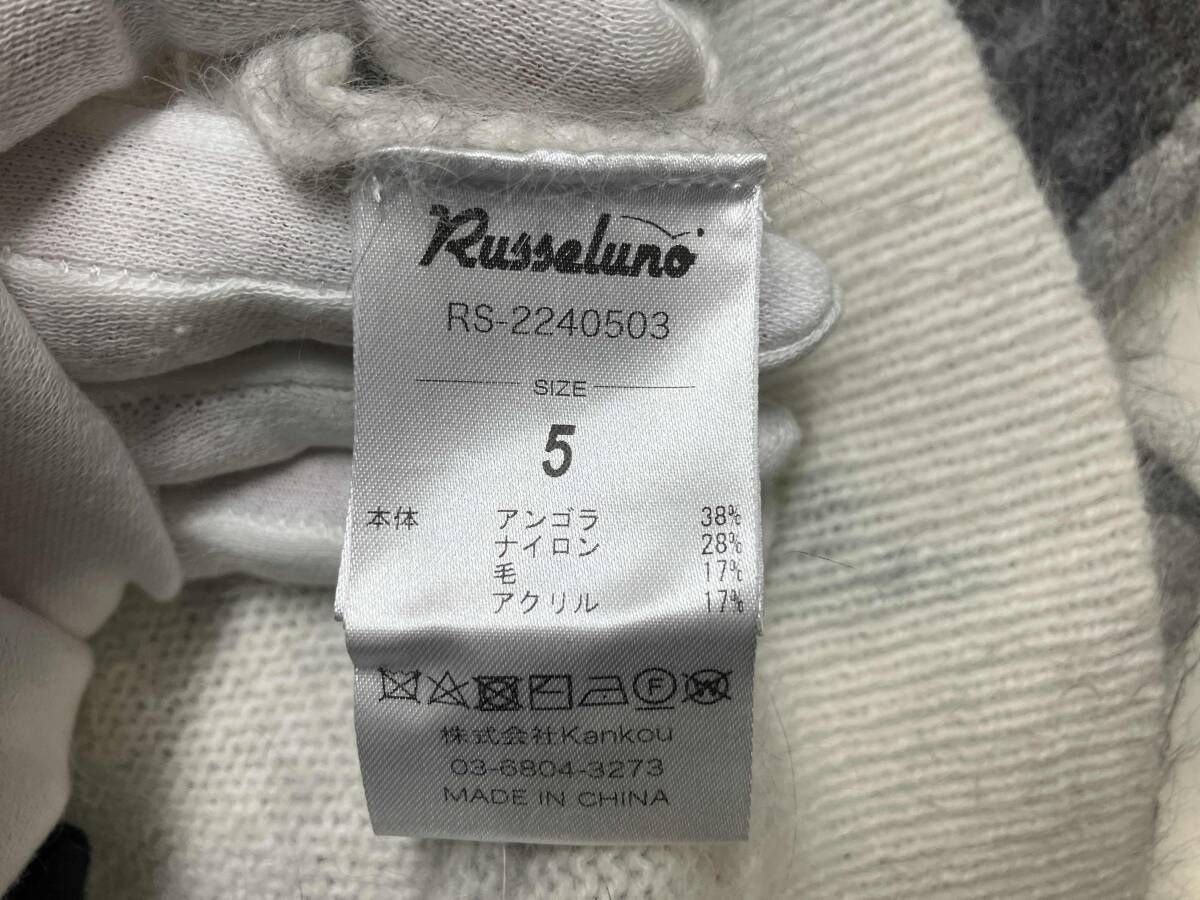 Russeluno
RS-2240503
SIZE
5
本体 アンゴラ 38%
ナイロン 28%
毛 17%
アクリル 17%
F W
株式会社Kankou
03-6804-3273
MADE IN CHINA